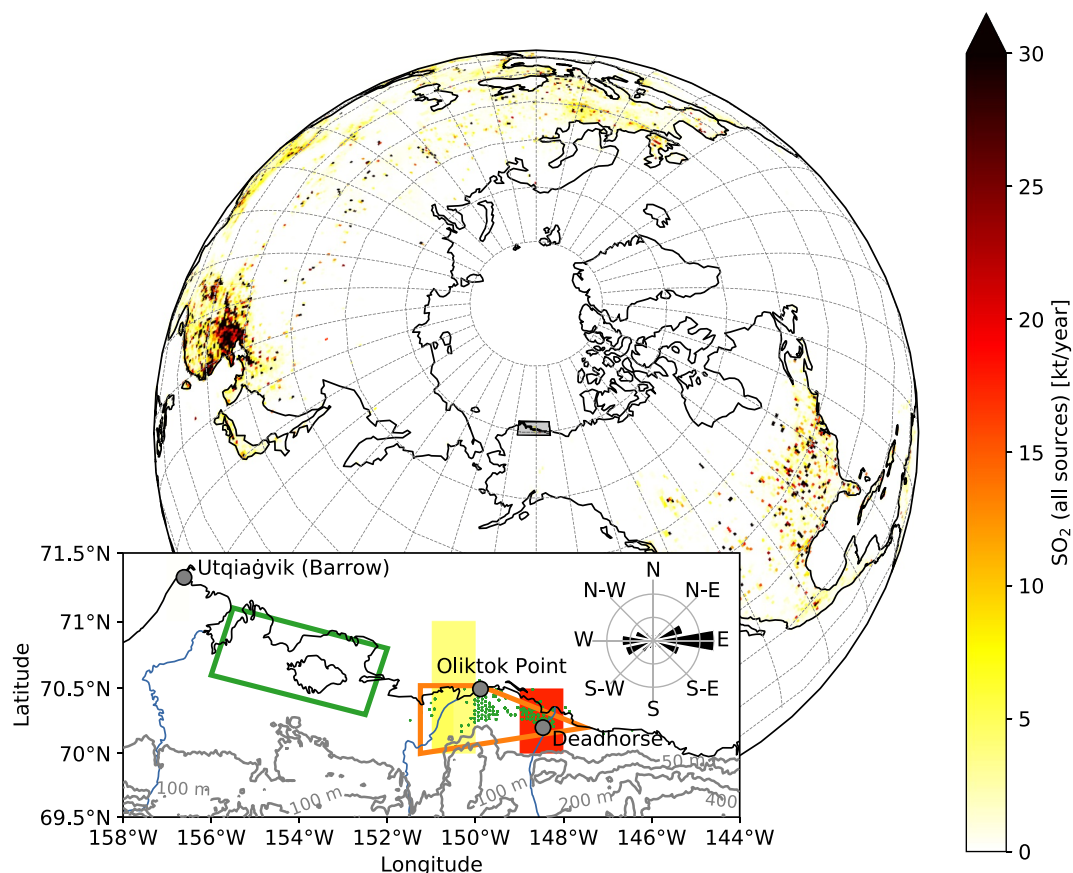 30
25
20
15
10
5
0
SO₂ (all sources) [kt/year]
71.5°N
71°N
70.5°N
70°N
69.5°N
Latitude
Utqiaġvik (Barrow)
Oliktok Point
Deadhorse
N
N-E
E
S-E
S
S-W
W
N-W
50 m
100 m
100 m
100 m
200 m
400
158°W
156°W
154°W
152°W
150°W
148°W
146°W
144°W
Longitude